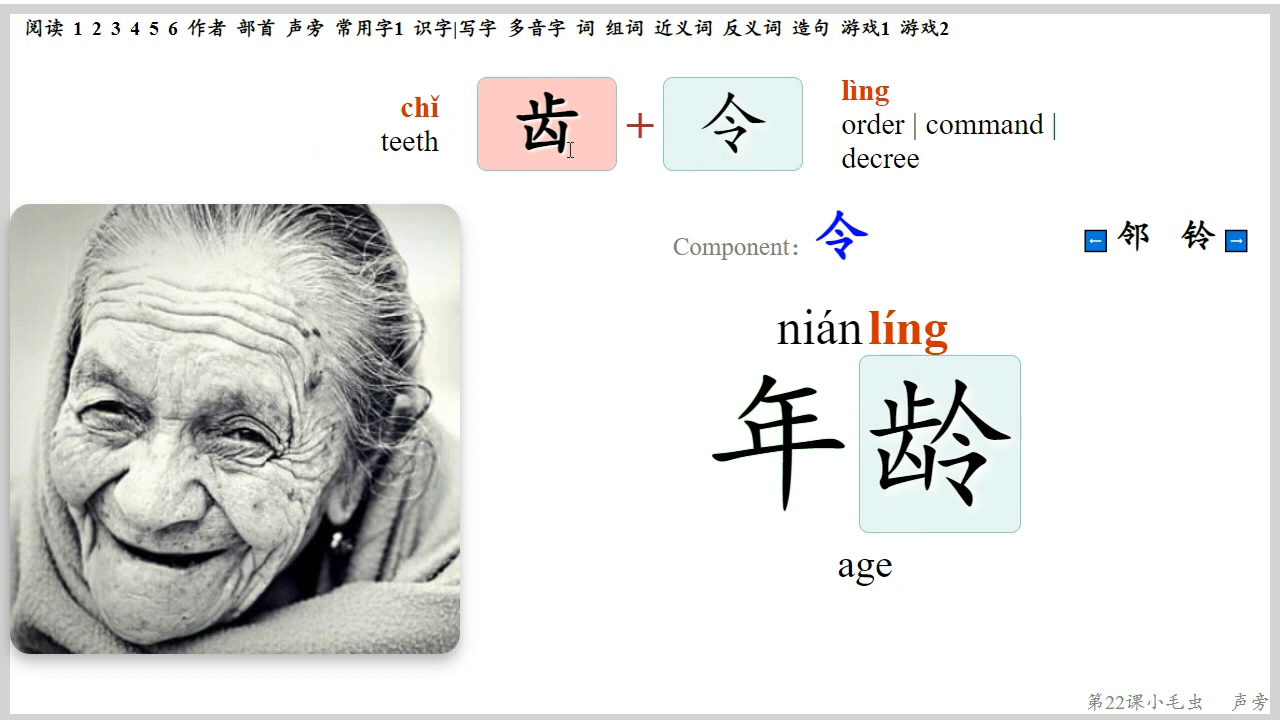 阅读 1 2 3 4 5 6 作者 部首 声旁 常用字1 识字|写字 多音字 词 组词 近义词 反义词 造句 游戏1 游戏2
chǐ
teeth
齿 + 令
lìng
order | command |
decree
Component: 令
← 邻 铃 →
nián líng
年龄
age
第22课小毛虫 声旁